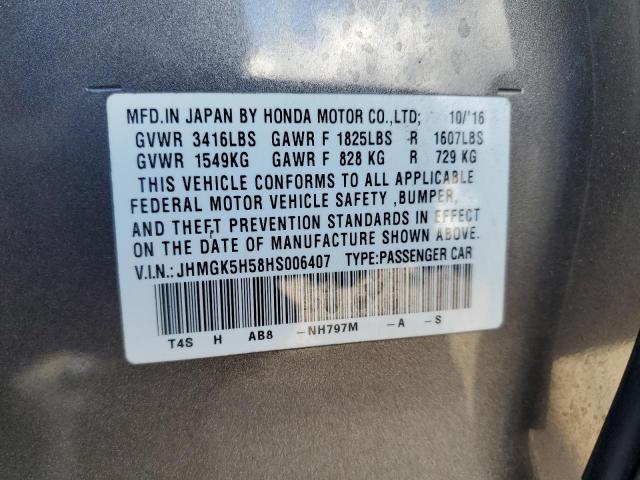 MFD.IN JAPAN BY HONDA MOTOR CO.,LTD; 10/'16
GVWR 3416LBS GAWR F 1825LBS R 1607LBS
GVWR 1549KG GAWR F 828 KG R 729 KG
THIS VEHICLE CONFORMS TO ALL APPLICABLE
FEDERAL MOTOR VEHICLE SAFETY ,BUMPER,
AND THEFT PREVENTION STANDARDS IN EFFECT
ON THE DATE OF MANUFACTURE SHOWN ABOVE.
V.I.N.: JHMGK5H58HS006407 TYPE:PASSENGER CAR
T4S H AB8 -NH797M -A -S